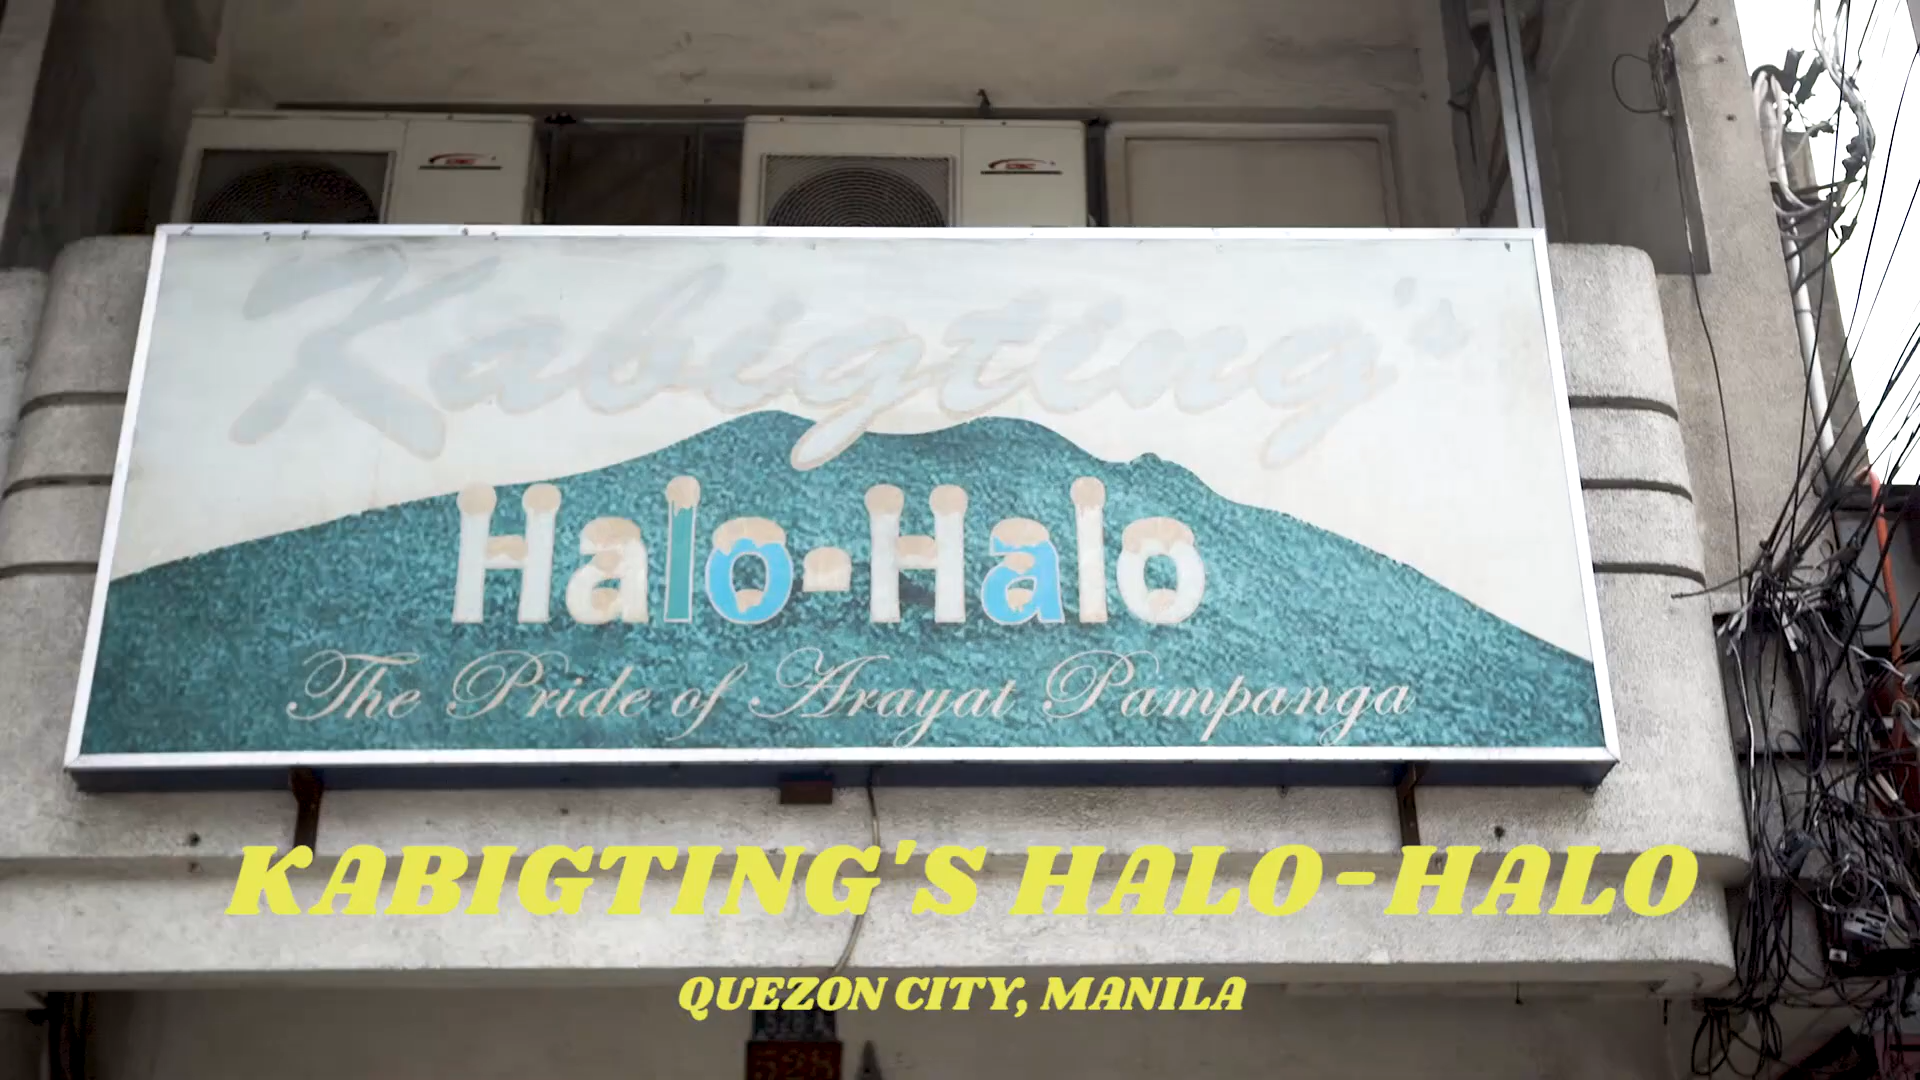 Kabigting's
Halo-Halo
The Pride of Arayat Pampanga
KABIGTING'S HALO-HALO
QUEZON CITY, MANILA